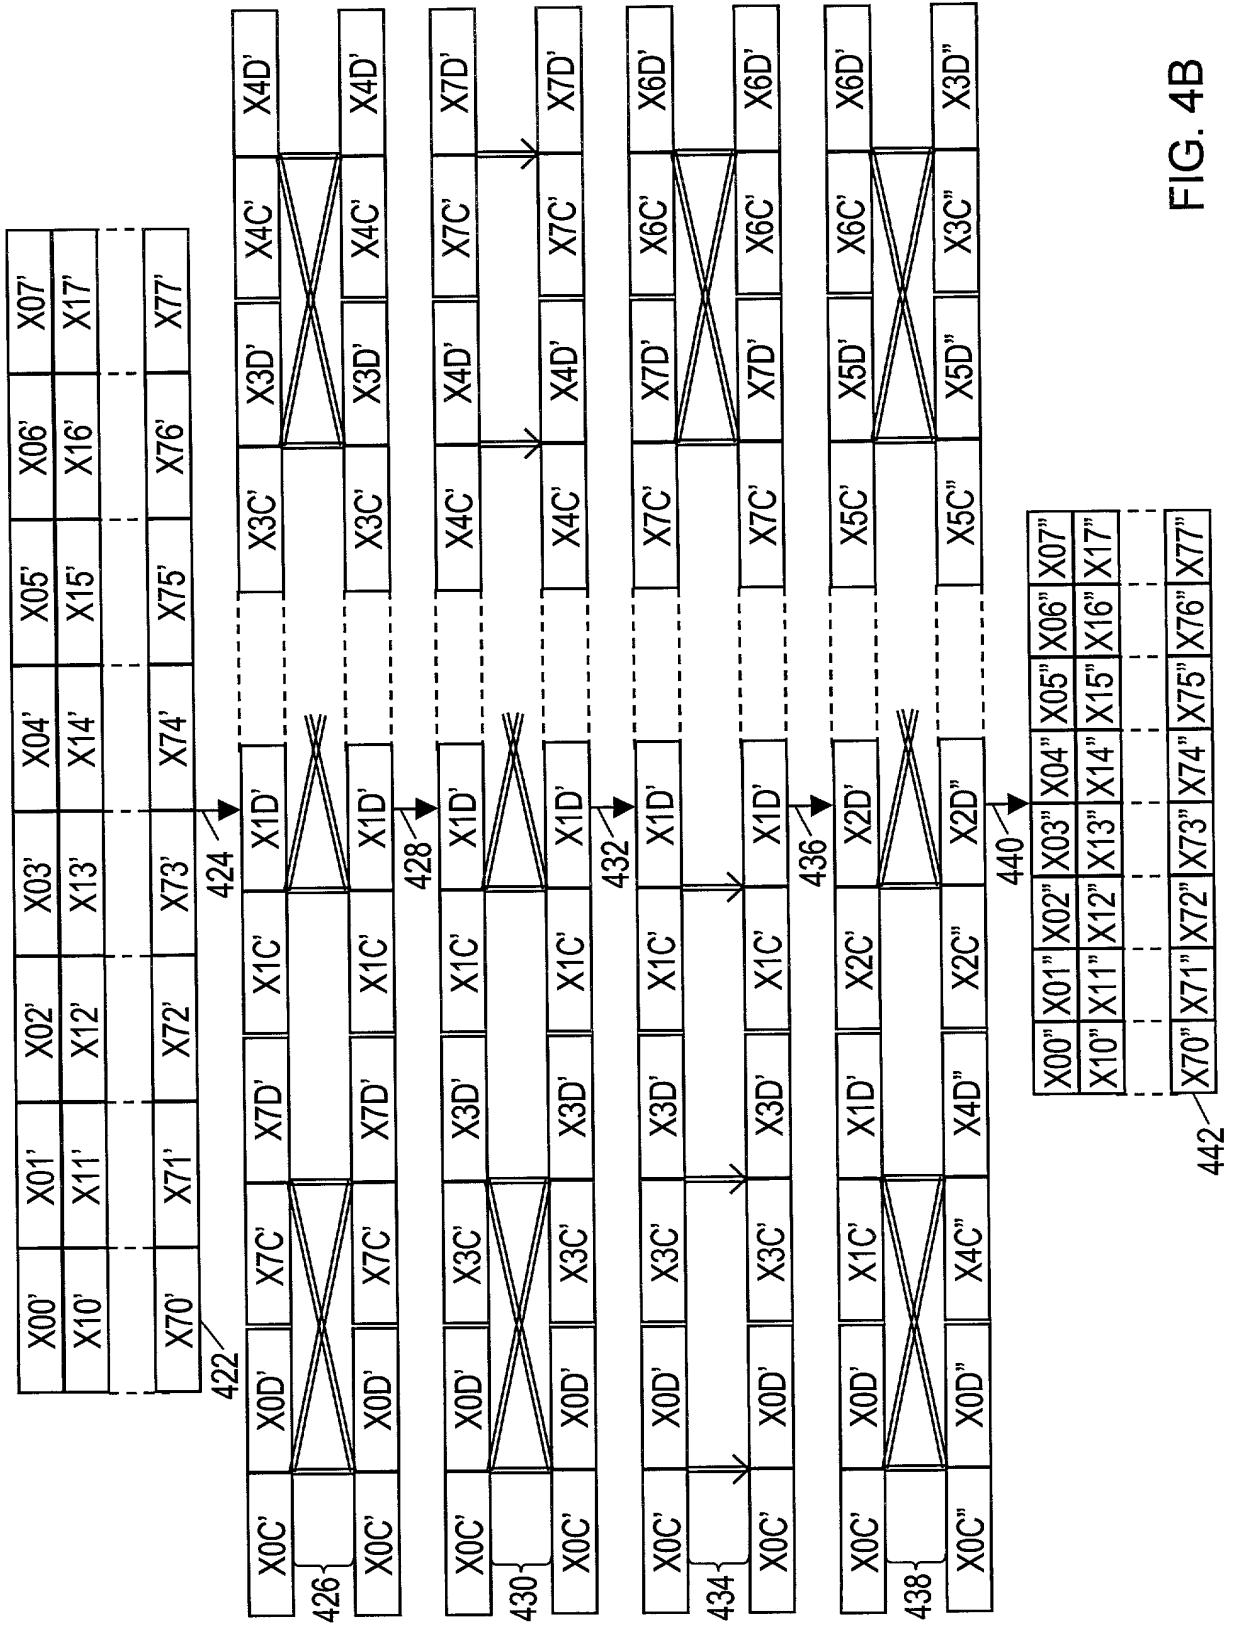 X00' X01' X02' X03' X04' X05' X06' X07'
X10' X11' X12' X13' X14' X15' X16' X17'
X70' X71' X72' X73' X74' X75' X76' X77'
422
424
X0C' X0D' X7C' X7D' X1C' X1D' X3C' X3D' X4C' X4D'
426
X0C' X0D' X7C' X7D' X1C' X1D' X3C' X3D' X4C' X4D'
428
X0C' X0D' X3C' X3D' X1C' X1D' X4C' X4D' X7C' X7D'
430
X0C' X0D' X3C' X3D' X1C' X1D' X4C' X4D' X7C' X7D'
432
X0C' X0D' X3C' X3D' X1C' X1D' X7C' X7D' X6C' X6D'
434
X0C' X0D' X3C' X3D' X1C' X1D' X7C' X7D' X6C' X6D'
436
X0C' X0D' X1C' X1D' X2C' X2D' X5C' X5D' X6C' X6D'
438
X0C" X0D" X4C" X4D" X2C" X2D" X5C" X5D" X3C" X3D"
440
X00" X01" X02" X03" X04" X05" X06" X07"
X10" X11" X12" X13" X14" X15" X16" X17"
X70" X71" X72" X73" X74" X75" X76" X77"
442
FIG. 4B